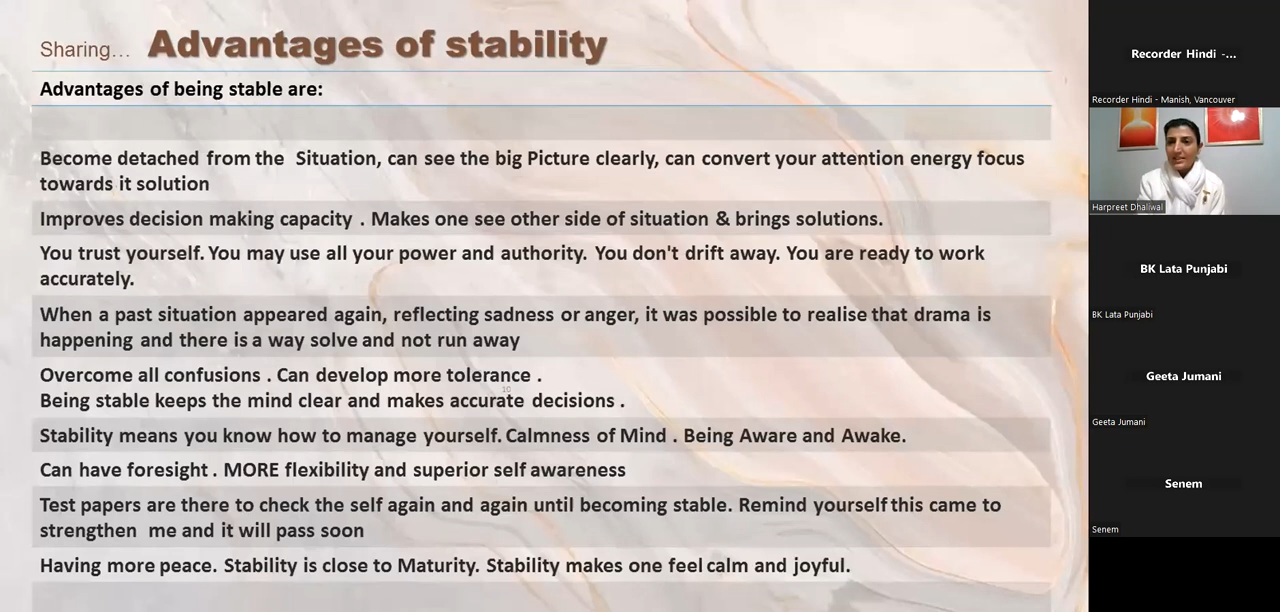 Sharing... Advantages of stability
Advantages of being stable are:
Become detached from the Situation, can see the big Picture clearly, can convert your attention energy focus
towards it solution
Improves decision making capacity . Makes one see other side of situation & brings solutions.
You trust yourself. You may use all your power and authority. You don't drift away. You are ready to work
accurately.
When a past situation appeared again, reflecting sadness or anger, it was possible to realise that drama is
happening and there is a way solve and not run away
Overcome all confusions . Can develop more tolerance .
10
Being stable keeps the mind clear and makes accurate decisions .
Stability means you know how to manage yourself. Calmness of Mind . Being Aware and Awake.
Can have foresight . MORE flexibility and superior self awareness
Test papers are there to check the self again and again until becoming stable. Remind yourself this came to
strengthen me and it will pass soon
Having more peace. Stability is close to Maturity. Stability makes one feel calm and joyful.
Recorder Hindi -...
Recorder Hindi - Manish, Vancouver
Harpreet Dhaliwal
BK Lata Punjabi
BK Lata Punjabi
Geeta Jumani
Geeta Jumani
Senem
Senem